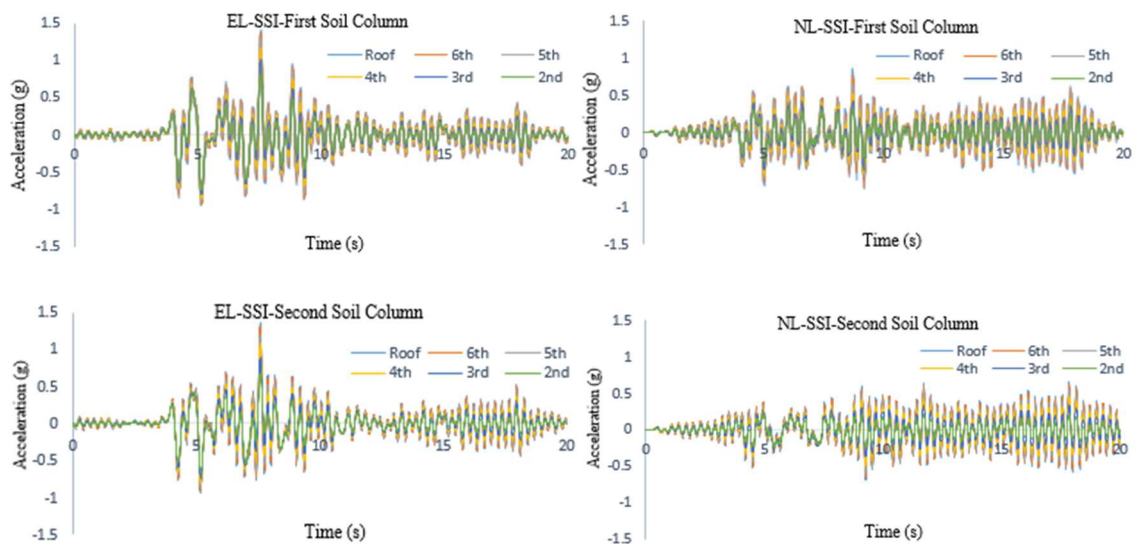 EL-SSI-First Soil Column
1.5
1
0.5
0
-0.5
-1
-1.5
Acceleration (g)
Roof 6th 5th
4th 3rd 2nd
0 5 10 15 20
Time (s)
NL-SSI-First Soil Column
1.5
1
0.5
0
-0.5
-1
-1.5
Acceleration (g)
Roof 6th 5th
4th 3rd 2nd
0 5 10 15 20
Time (s)
EL-SSI-Second Soil Column
1.5
1
0.5
0
-0.5
-1
-1.5
Acceleration (g)
Roof 6th 5th
4th 3rd 2nd
0 5 10 15 20
Time (s)
NL-SSI-Second Soil Column
1.5
1
0.5
0
-0.5
-1
-1.5
Acceleration (g)
Roof 6th 5th
4th 3rd 2nd
0 5 10 15 20
Time (s)